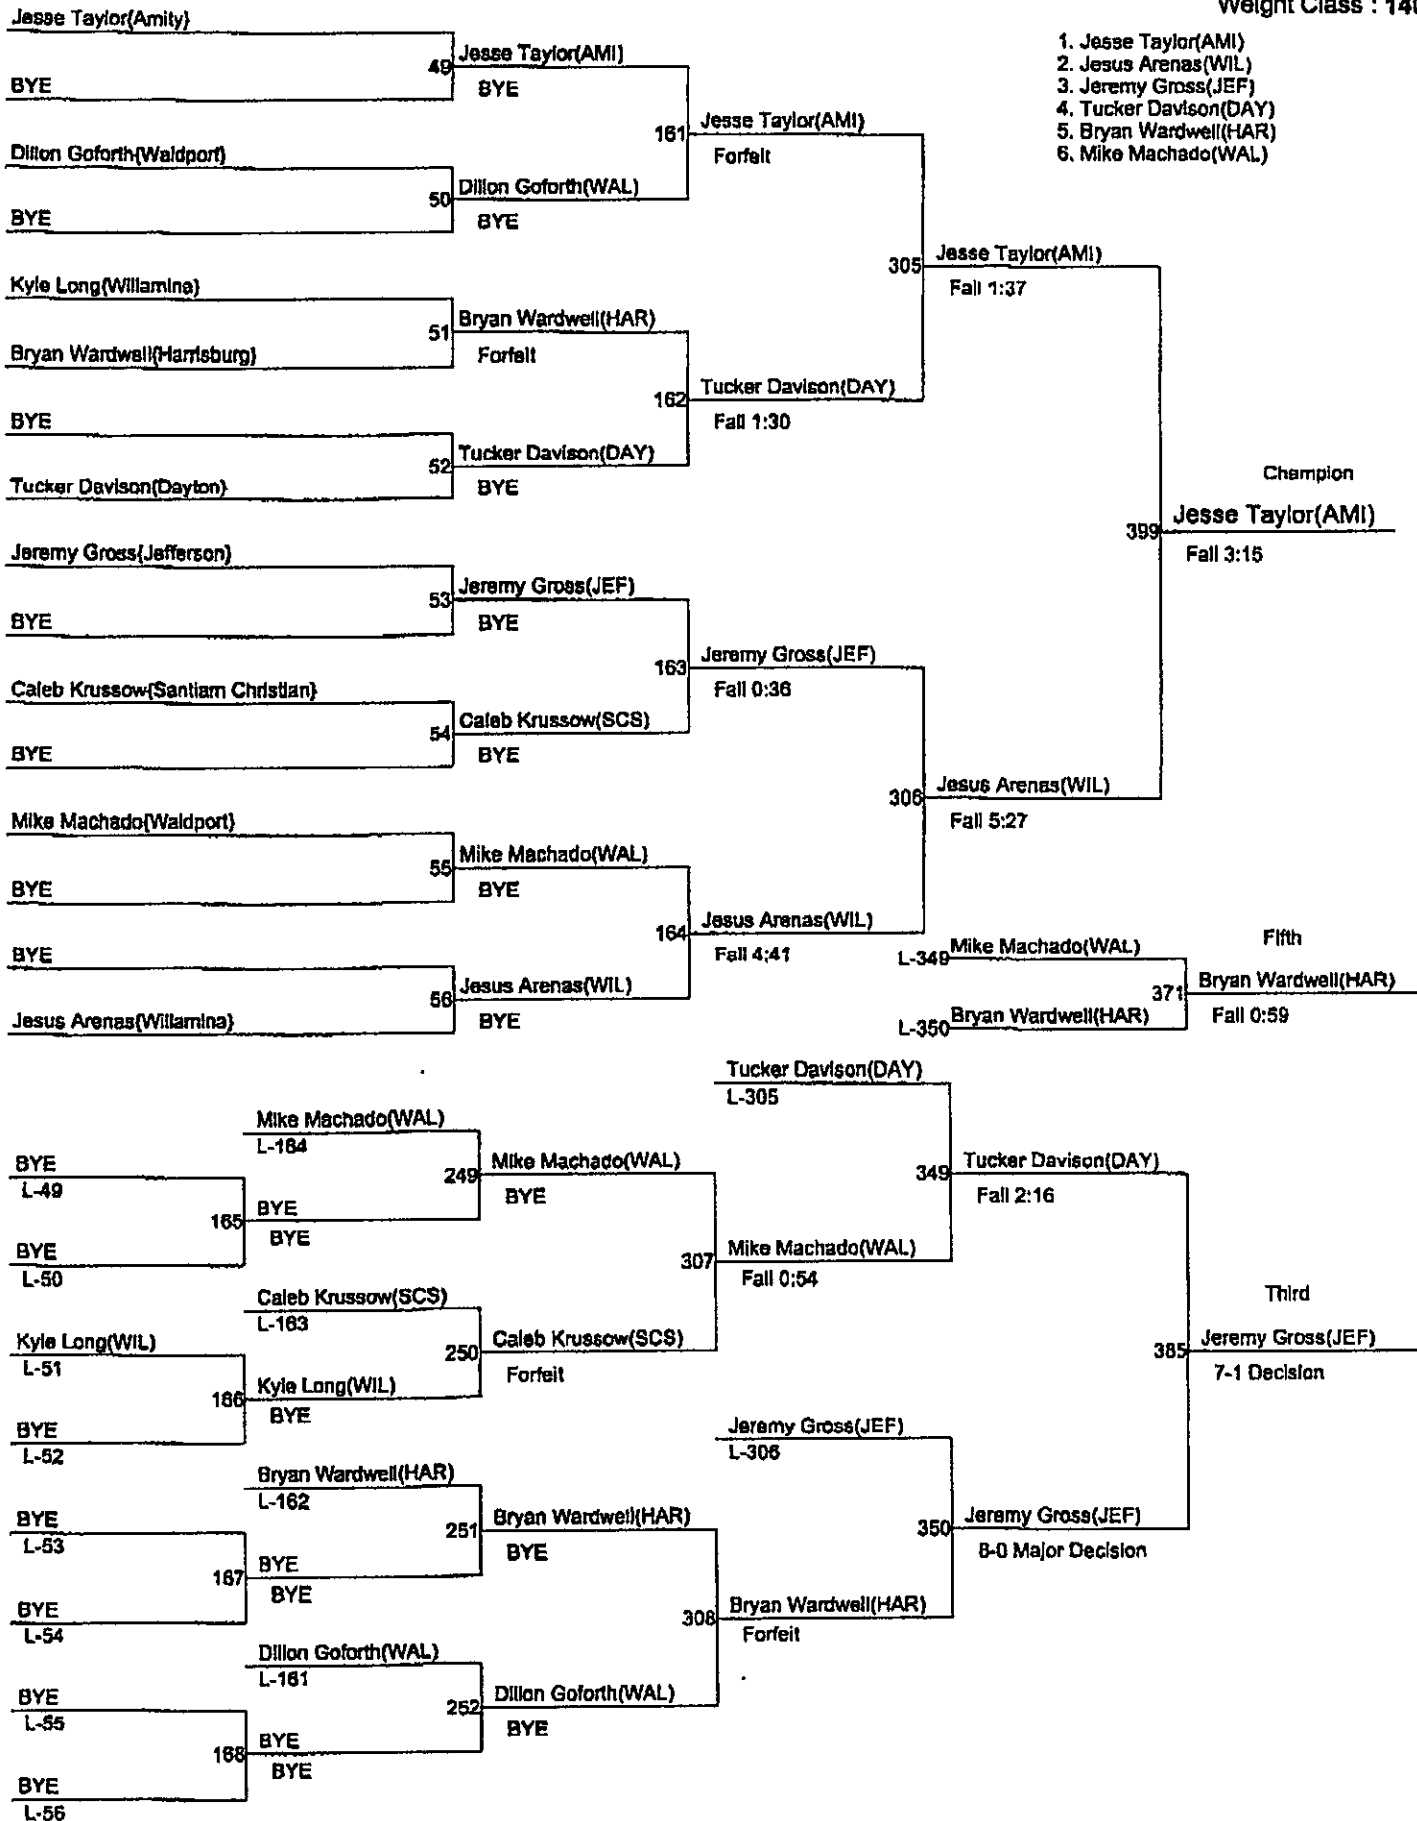 Weight Class : 140
1. Jesse Taylor(AMI)
2. Jesus Arenas(WIL)
3. Jeremy Gross(JEF)
4. Tucker Davison(DAY)
5. Bryan Wardwell(HAR)
6. Mike Machado(WAL)
Jesse Taylor(Amity)
BYE
49
Jesse Taylor(AMI)
BYE
Dillon Goforth(Waldport)
BYE
50
Dillon Goforth(WAL)
BYE
161
Jesse Taylor(AMI)
Forfeit
Kyle Long(Willamina)
Bryan Wardwell(Harrisburg)
51
Bryan Wardwell(HAR)
Forfeit
BYE
Tucker Davison(Dayton)
52
Tucker Davison(DAY)
BYE
162
Tucker Davison(DAY)
Fall 1:30
305
Jesse Taylor(AMI)
Fall 1:37
Jeremy Gross(Jefferson)
BYE
53
Jeremy Gross(JEF)
BYE
Caleb Krussow(Santiam Christian)
BYE
54
Caleb Krussow(SCS)
BYE
163
Jeremy Gross(JEF)
Fall 0:36
Mike Machado(Waldport)
BYE
55
Mike Machado(WAL)
BYE
BYE
Jesus Arenas(Willamina)
56
Jesus Arenas(WIL)
BYE
164
Jesus Arenas(WIL)
Fall 4:41
306
Jesus Arenas(WIL)
Fall 5:27
Champion
399
Jesse Taylor(AMI)
Fall 3:15
Fifth
L-349
Mike Machado(WAL)
L-350
Bryan Wardwell(HAR)
371
Bryan Wardwell(HAR)
Fall 0:59
BYE
L-49
BYE
L-50
165
BYE
BYE
Mike Machado(WAL)
L-164
249
Mike Machado(WAL)
BYE
Kyle Long(WIL)
L-51
BYE
L-52
166
Kyle Long(WIL)
BYE
Caleb Krussow(SCS)
L-163
250
Caleb Krussow(SCS)
Forfeit
307
Mike Machado(WAL)
Fall 0:54
Tucker Davison(DAY)
L-305
349
Tucker Davison(DAY)
Fall 2:16
BYE
L-53
BYE
L-54
167
BYE
BYE
Bryan Wardwell(HAR)
L-162
251
Bryan Wardwell(HAR)
BYE
BYE
L-55
BYE
L-56
168
BYE
BYE
Dillon Goforth(WAL)
L-161
252
Dillon Goforth(WAL)
BYE
308
Bryan Wardwell(HAR)
Forfeit
Jeremy Gross(JEF)
L-306
350
Jeremy Gross(JEF)
8-0 Major Decision
Third
385
Jeremy Gross(JEF)
7-1 Decision